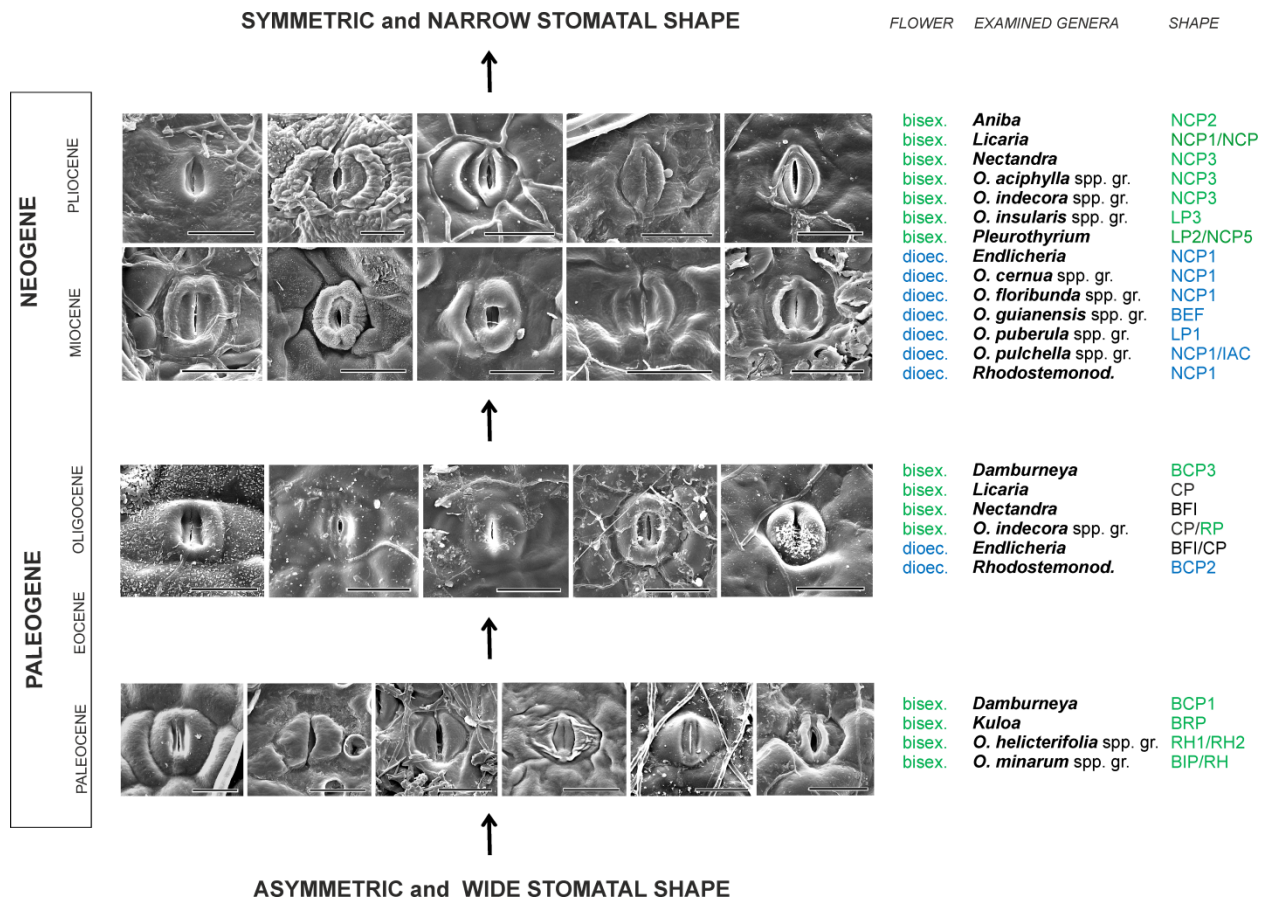 SYMMETRIC and NARROW STOMATAL SHAPE
FLOWER EXAMINED GENERA SHAPE
NEOGENE
PLIOCENE
bisex. Aniba NCP2
bisex. Licaria NCP1/NCP
bisex. Nectandra NCP3
bisex. O. aciphylla spp. gr. NCP3
bisex. O. indecora spp. gr. NCP3
bisex. O. insularis spp. gr. LP3
bisex. Pleurothyrium LP2/NCP5
MIOCENE
dioec. Endlicheria NCP1
dioec. O. cernua spp. gr. NCP1
dioec. O. floribunda spp. gr. NCP1
dioec. O. guianensis spp. gr. BEF
dioec. O. puberula spp. gr. LP1
dioec. O. pulchella spp. gr. NCP1/IAC
dioec. Rhodostemonod. NCP1
PALEOGENE
OLIGOCENE
bisex. Damburneya BCP3
bisex. Licaria CP
bisex. Nectandra BFI
bisex. O. indecora spp. gr. CP/RP
dioec. Endlicheria BFI/CP
dioec. Rhodostemonod. BCP2
EOCENE
PALEOCENE
bisex. Damburneya BCP1
bisex. Kuloa BRP
bisex. O. helicterifolia spp. gr. RH1/RH2
bisex. O. minarum spp. gr. BIP/RH
ASYMMETRIC and WIDE STOMATAL SHAPE